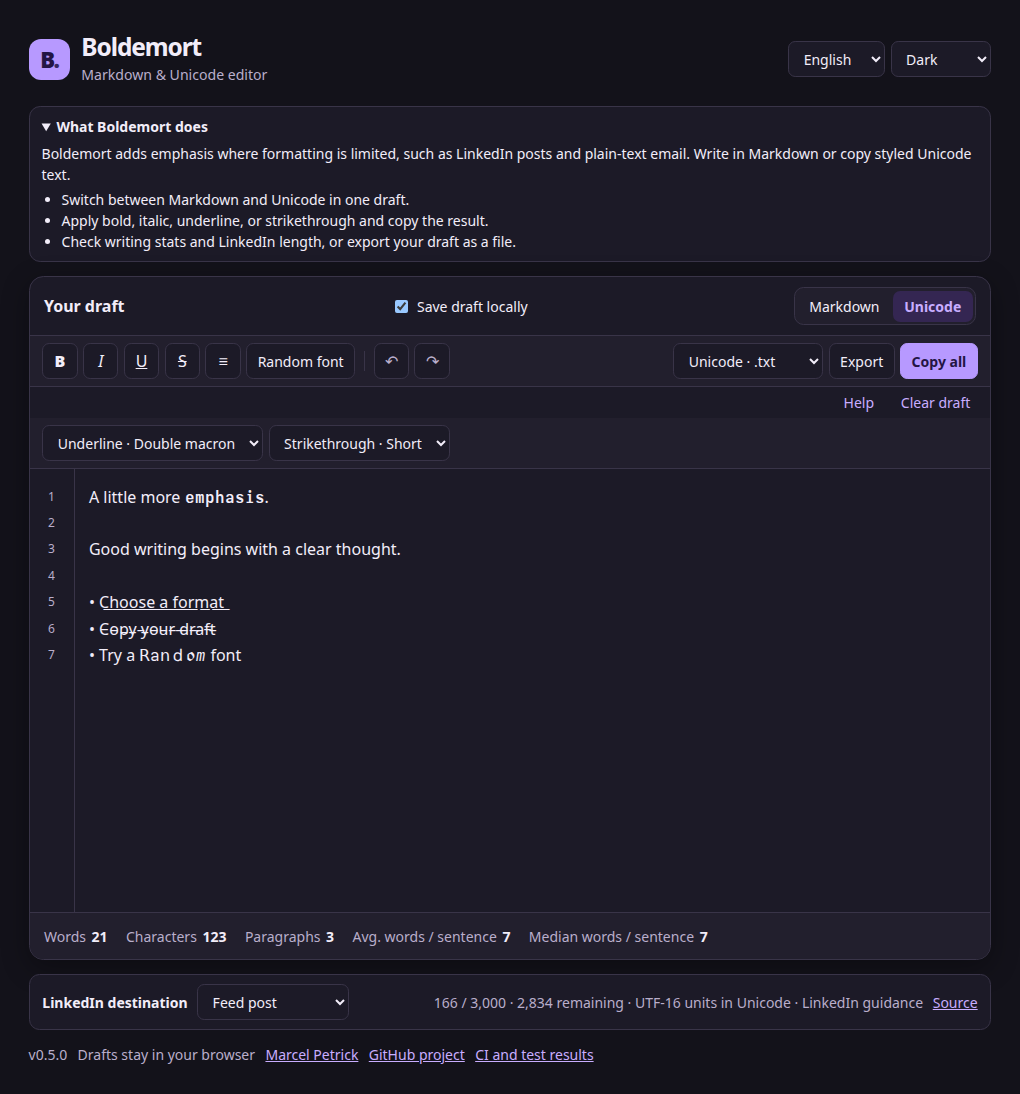 B.
Boldemort
Markdown & Unicode editor
English
Dark
▼ What Boldemort does
Boldemort adds emphasis where formatting is limited, such as LinkedIn posts and plain-text email. Write in Markdown or copy styled Unicode
text.
• Switch between Markdown and Unicode in one draft.
• Apply bold, italic, underline, or strikethrough and copy the result.
• Check writing stats and LinkedIn length, or export your draft as a file.
Your draft
Save draft locally
Markdown
Unicode
B
I
U
S
≡
Random font
↶
↷
Unicode · .txt
Export
Copy all
Help
Clear draft
Underline · Double macron
Strikethrough · Short
1 A little more emphasis.
2
3 Good writing begins with a clear thought.
4
5 • Choose a format
6 • Copy your draft
7 • Try a Random font
Words 21 Characters 123 Paragraphs 3 Avg. words / sentence 7 Median words / sentence 7
LinkedIn destination
Feed post
166 / 3,000 · 2,834 remaining · UTF-16 units in Unicode · LinkedIn guidance Source
v0.5.0 Drafts stay in your browser Marcel Petrick GitHub project CI and test results